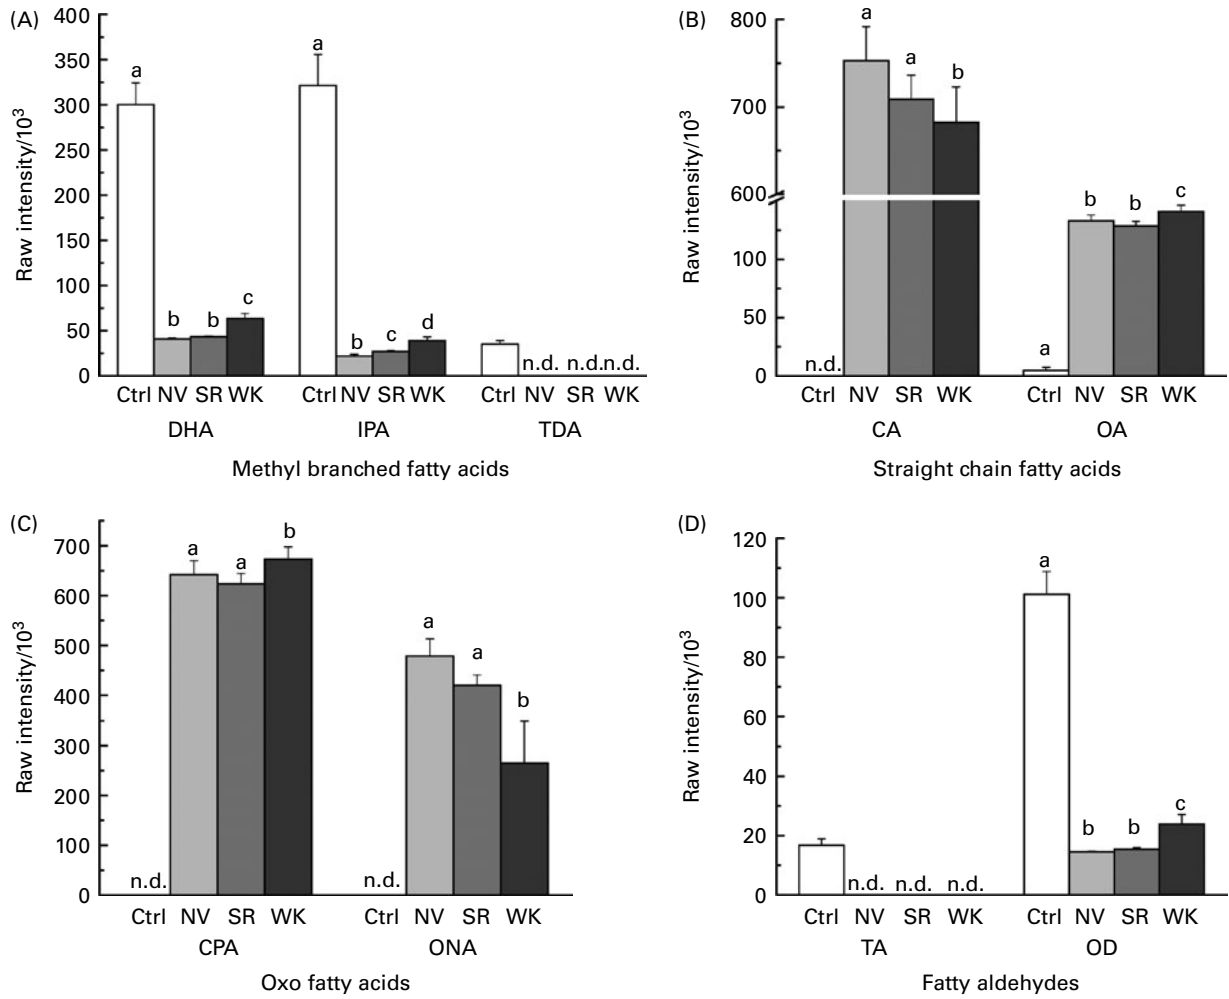 (A)
400
350
300
250
200
150
100
50
0
Raw intensity/10³
a
b
b
c
a
b
c
d
n.d.
n.d.n.d.
Ctrl NV SR WK
Ctrl NV SR WK
NV SR WK
DHA IPA TDA
Methyl branched fatty acids
(B)
800
700
600
100
50
0
Raw intensity/10³
n.d.
a
a
b
a
b
b
c
Ctrl NV SR WK
Ctrl NV SR WK
CA OA
Straight chain fatty acids
(C)
700
600
500
400
300
200
100
0
Raw intensity/10³
n.d.
a
a
b
n.d.
a
a
b
Ctrl NV SR WK
Ctrl NV SR WK
CPA ONA
Oxo fatty acids
(D)
120
100
80
60
40
20
0
Raw intensity/10³
n.d.
n.d.
n.d.
a
b
b
c
Ctrl NV SR WK
Ctrl NV SR WK
TA OD
Fatty aldehydes